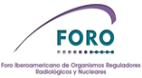 FORO
Foro Iberoamericano de Organismos Reguladores
Radiológicos y Nucleares